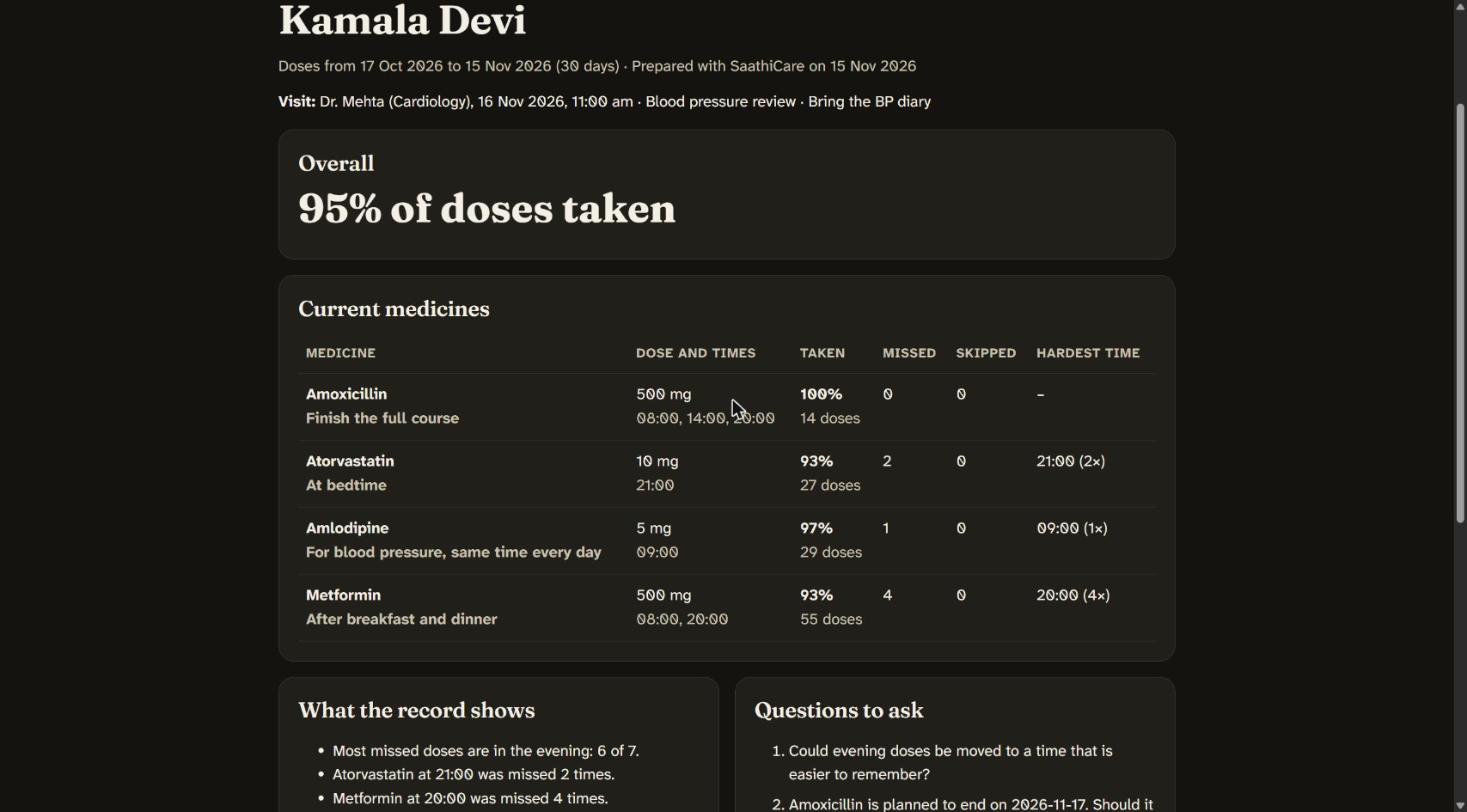 Kamala Devi
Doses from 17 Oct 2026 to 15 Nov 2026 (30 days) · Prepared with SaathiCare on 15 Nov 2026
Visit: Dr. Mehta (Cardiology), 16 Nov 2026, 11:00 am · Blood pressure review · Bring the BP diary
Overall
95% of doses taken
Current medicines
MEDICINE DOSE AND TIMES TAKEN MISSED SKIPPED HARDEST TIME
Amoxicillin 500 mg 100% 0 0 –
Finish the full course 08:00, 14:00, 20:00 14 doses
Atorvastatin 10 mg 93% 2 0 21:00 (2×)
At bedtime 21:00 27 doses
Amlodipine 5 mg 97% 1 0 09:00 (1×)
For blood pressure, same time every day 09:00 29 doses
Metformin 500 mg 93% 4 0 20:00 (4×)
After breakfast and dinner 08:00, 20:00 55 doses
What the record shows
• Most missed doses are in the evening: 6 of 7.
• Atorvastatin at 21:00 was missed 2 times.
• Metformin at 20:00 was missed 4 times.
Questions to ask
1. Could evening doses be moved to a time that is
easier to remember?
2. Amoxicillin is planned to end on 2026-11-17. Should it